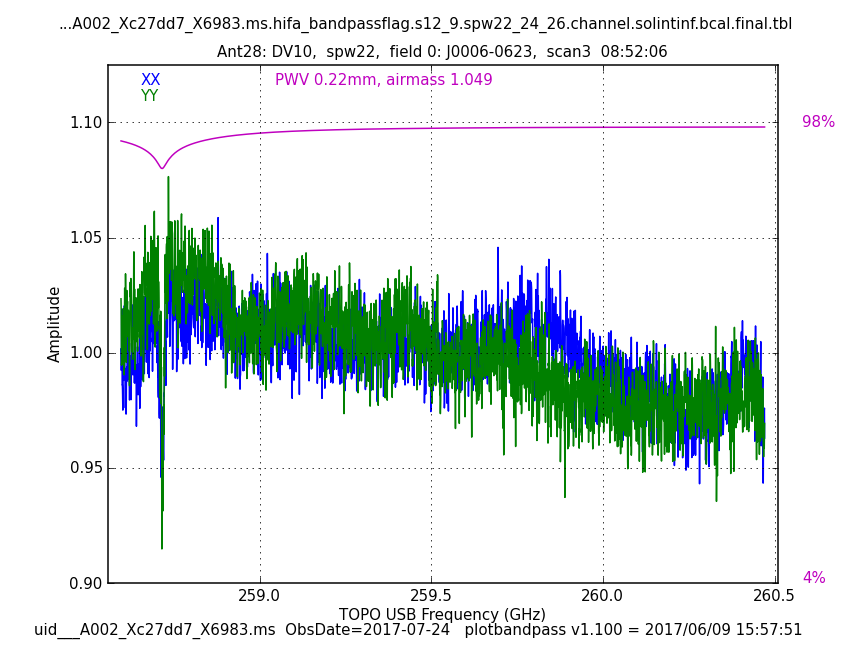 ...A002_Xc27dd7_X6983.ms.hifa_bandpassflag.s12_9.spw22_24_26.channel.solintinf.bcal.final.tbl
Ant28: DV10,  spw22,  field 0: J0006-0623,  scan3  08:52:06
XX
YY
PWV 0.22mm, airmass 1.049
98%
1.10
1.05
1.00
0.95
0.90
Amplitude
4%
259.0
259.5
260.0
260.5
TOPO USB Frequency (GHz)
uid___A002_Xc27dd7_X6983.ms  ObsDate=2017-07-24   plotbandpass v1.100 = 2017/06/09 15:57:51